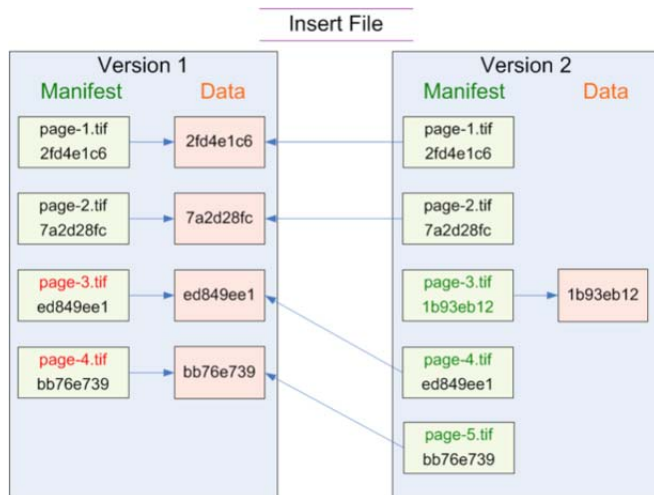 Insert File
Version 1
Manifest Data
page-1.tif
2fd4e1c6
2fd4e1c6
page-2.tif
7a2d28fc
7a2d28fc
page-3.tif
ed849ee1
ed849ee1
page-4.tif
bb76e739
bb76e739
Version 2
Manifest Data
page-1.tif
2fd4e1c6
page-2.tif
7a2d28fc
page-3.tif
1b93eb12
1b93eb12
page-4.tif
ed849ee1
page-5.tif
bb76e739